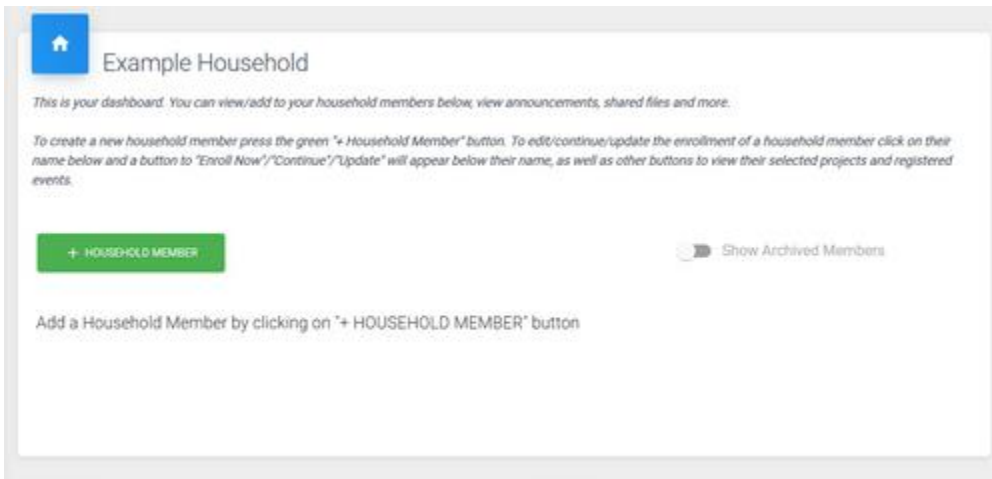 Example Household
This is your dashboard. You can view/add to your household members below, view announcements, shared files and more.
To create a new household member press the green "+ Household Member" button. To edit/continue/update the enrollment of a household member click on their
name below and a button to "Enroll Now"/"Continue"/"Update" will appear below their name, as well as other buttons to view their selected projects and registered
events.
+ HOUSEHOLD MEMBER
Show Archived Members
Add a Household Member by clicking on "+ HOUSEHOLD MEMBER" button